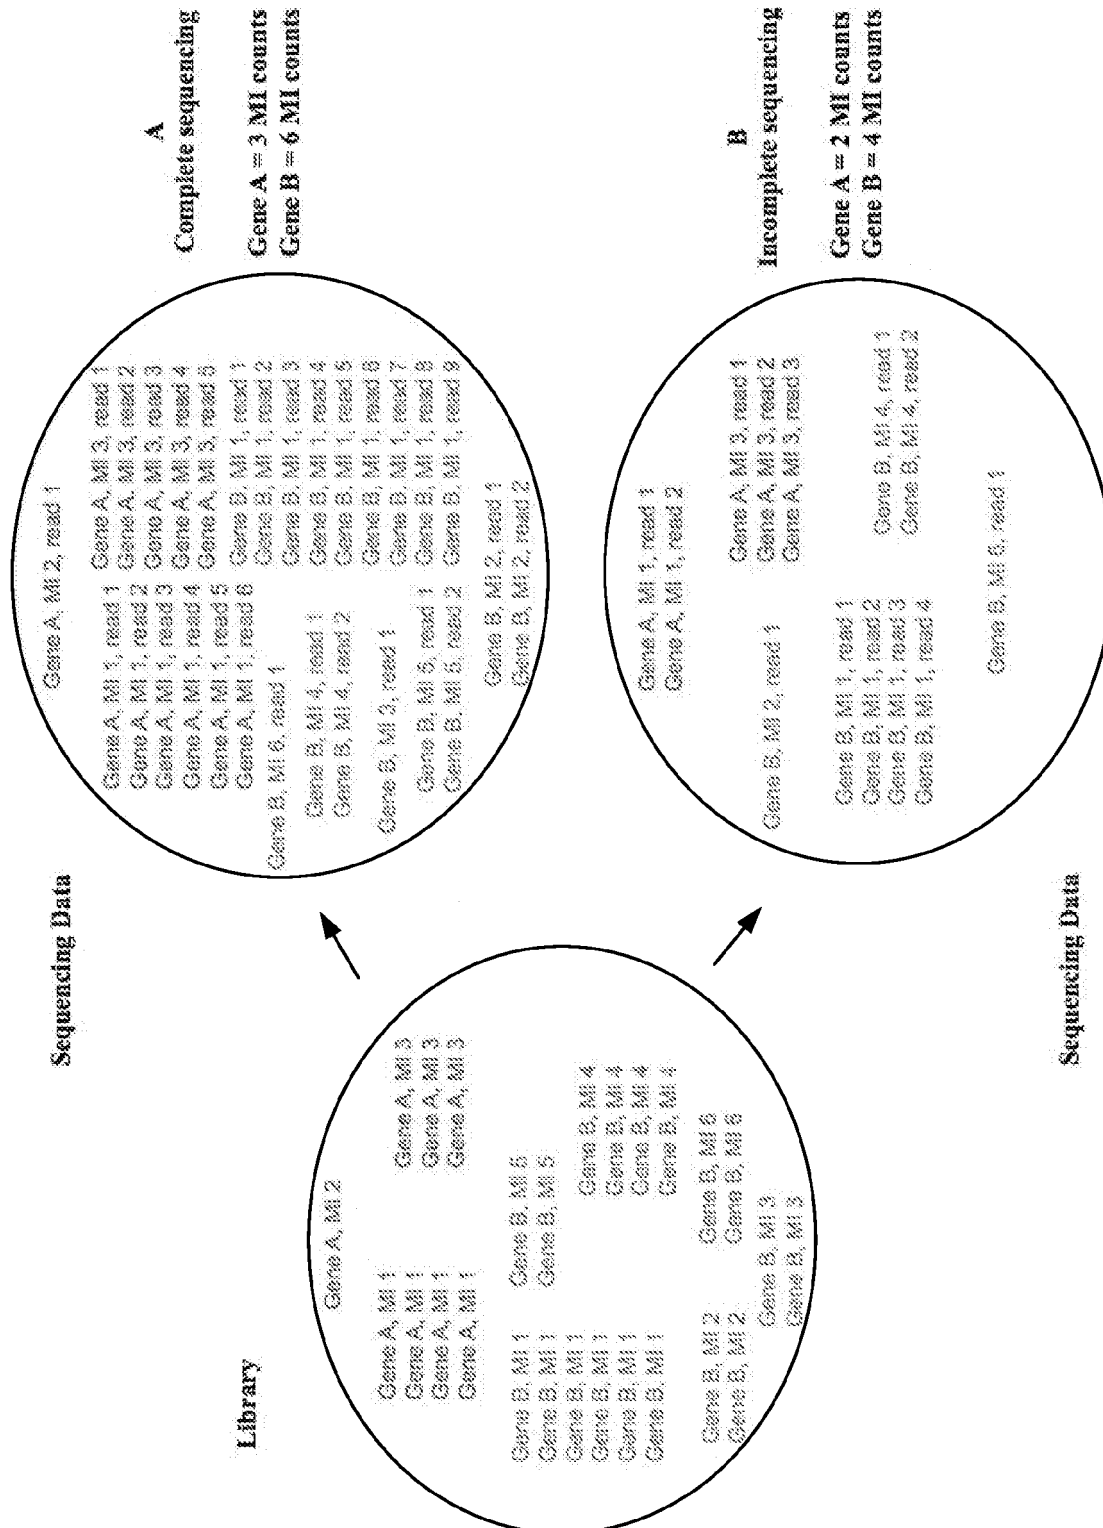 Library
Gene A, MI 2
Gene A, MI 1
Gene A, MI 1
Gene A, MI 1
Gene A, MI 1
Gene A, MI 3
Gene A, MI 3
Gene A, MI 3
Gene B, MI 1
Gene B, MI 1
Gene B, MI 1
Gene B, MI 1
Gene B, MI 1
Gene B, MI 1
Gene B, MI 5
Gene B, MI 5
Gene B, MI 4
Gene B, MI 4
Gene B, MI 4
Gene B, MI 4
Gene B, MI 2
Gene B, MI 2
Gene B, MI 6
Gene B, MI 6
Gene B, MI 3
Gene B, MI 3
Sequencing Data
Gene A, MI 2, read 1
Gene A, MI 1, read 1
Gene A, MI 1, read 2
Gene A, MI 1, read 3
Gene A, MI 1, read 4
Gene A, MI 1, read 5
Gene A, MI 1, read 6
Gene A, MI 3, read 1
Gene A, MI 3, read 2
Gene A, MI 3, read 3
Gene A, MI 3, read 4
Gene A, MI 3, read 5
Gene B, MI 6, read 1
Gene B, MI 4, read 1
Gene B, MI 4, read 2
Gene B, MI 3, read 1
Gene B, MI 5, read 1
Gene B, MI 5, read 2
Gene B, MI 1, read 1
Gene B, MI 1, read 2
Gene B, MI 1, read 3
Gene B, MI 1, read 4
Gene B, MI 1, read 5
Gene B, MI 1, read 6
Gene B, MI 1, read 7
Gene B, MI 1, read 8
Gene B, MI 1, read 9
Gene B, MI 2, read 1
Gene B, MI 2, read 2
A
Complete sequencing
Gene A = 3 MI counts
Gene B = 6 MI counts
Gene A, MI 1, read 1
Gene A, MI 1, read 2
Gene A, MI 3, read 1
Gene A, MI 3, read 2
Gene A, MI 3, read 3
Gene B, MI 2, read 1
Gene B, MI 1, read 1
Gene B, MI 1, read 2
Gene B, MI 1, read 3
Gene B, MI 1, read 4
Gene B, MI 4, read 1
Gene B, MI 4, read 2
Gene B, MI 6, read 1
B
Incomplete sequencing
Gene A = 2 MI counts
Gene B = 4 MI counts
Sequencing Data